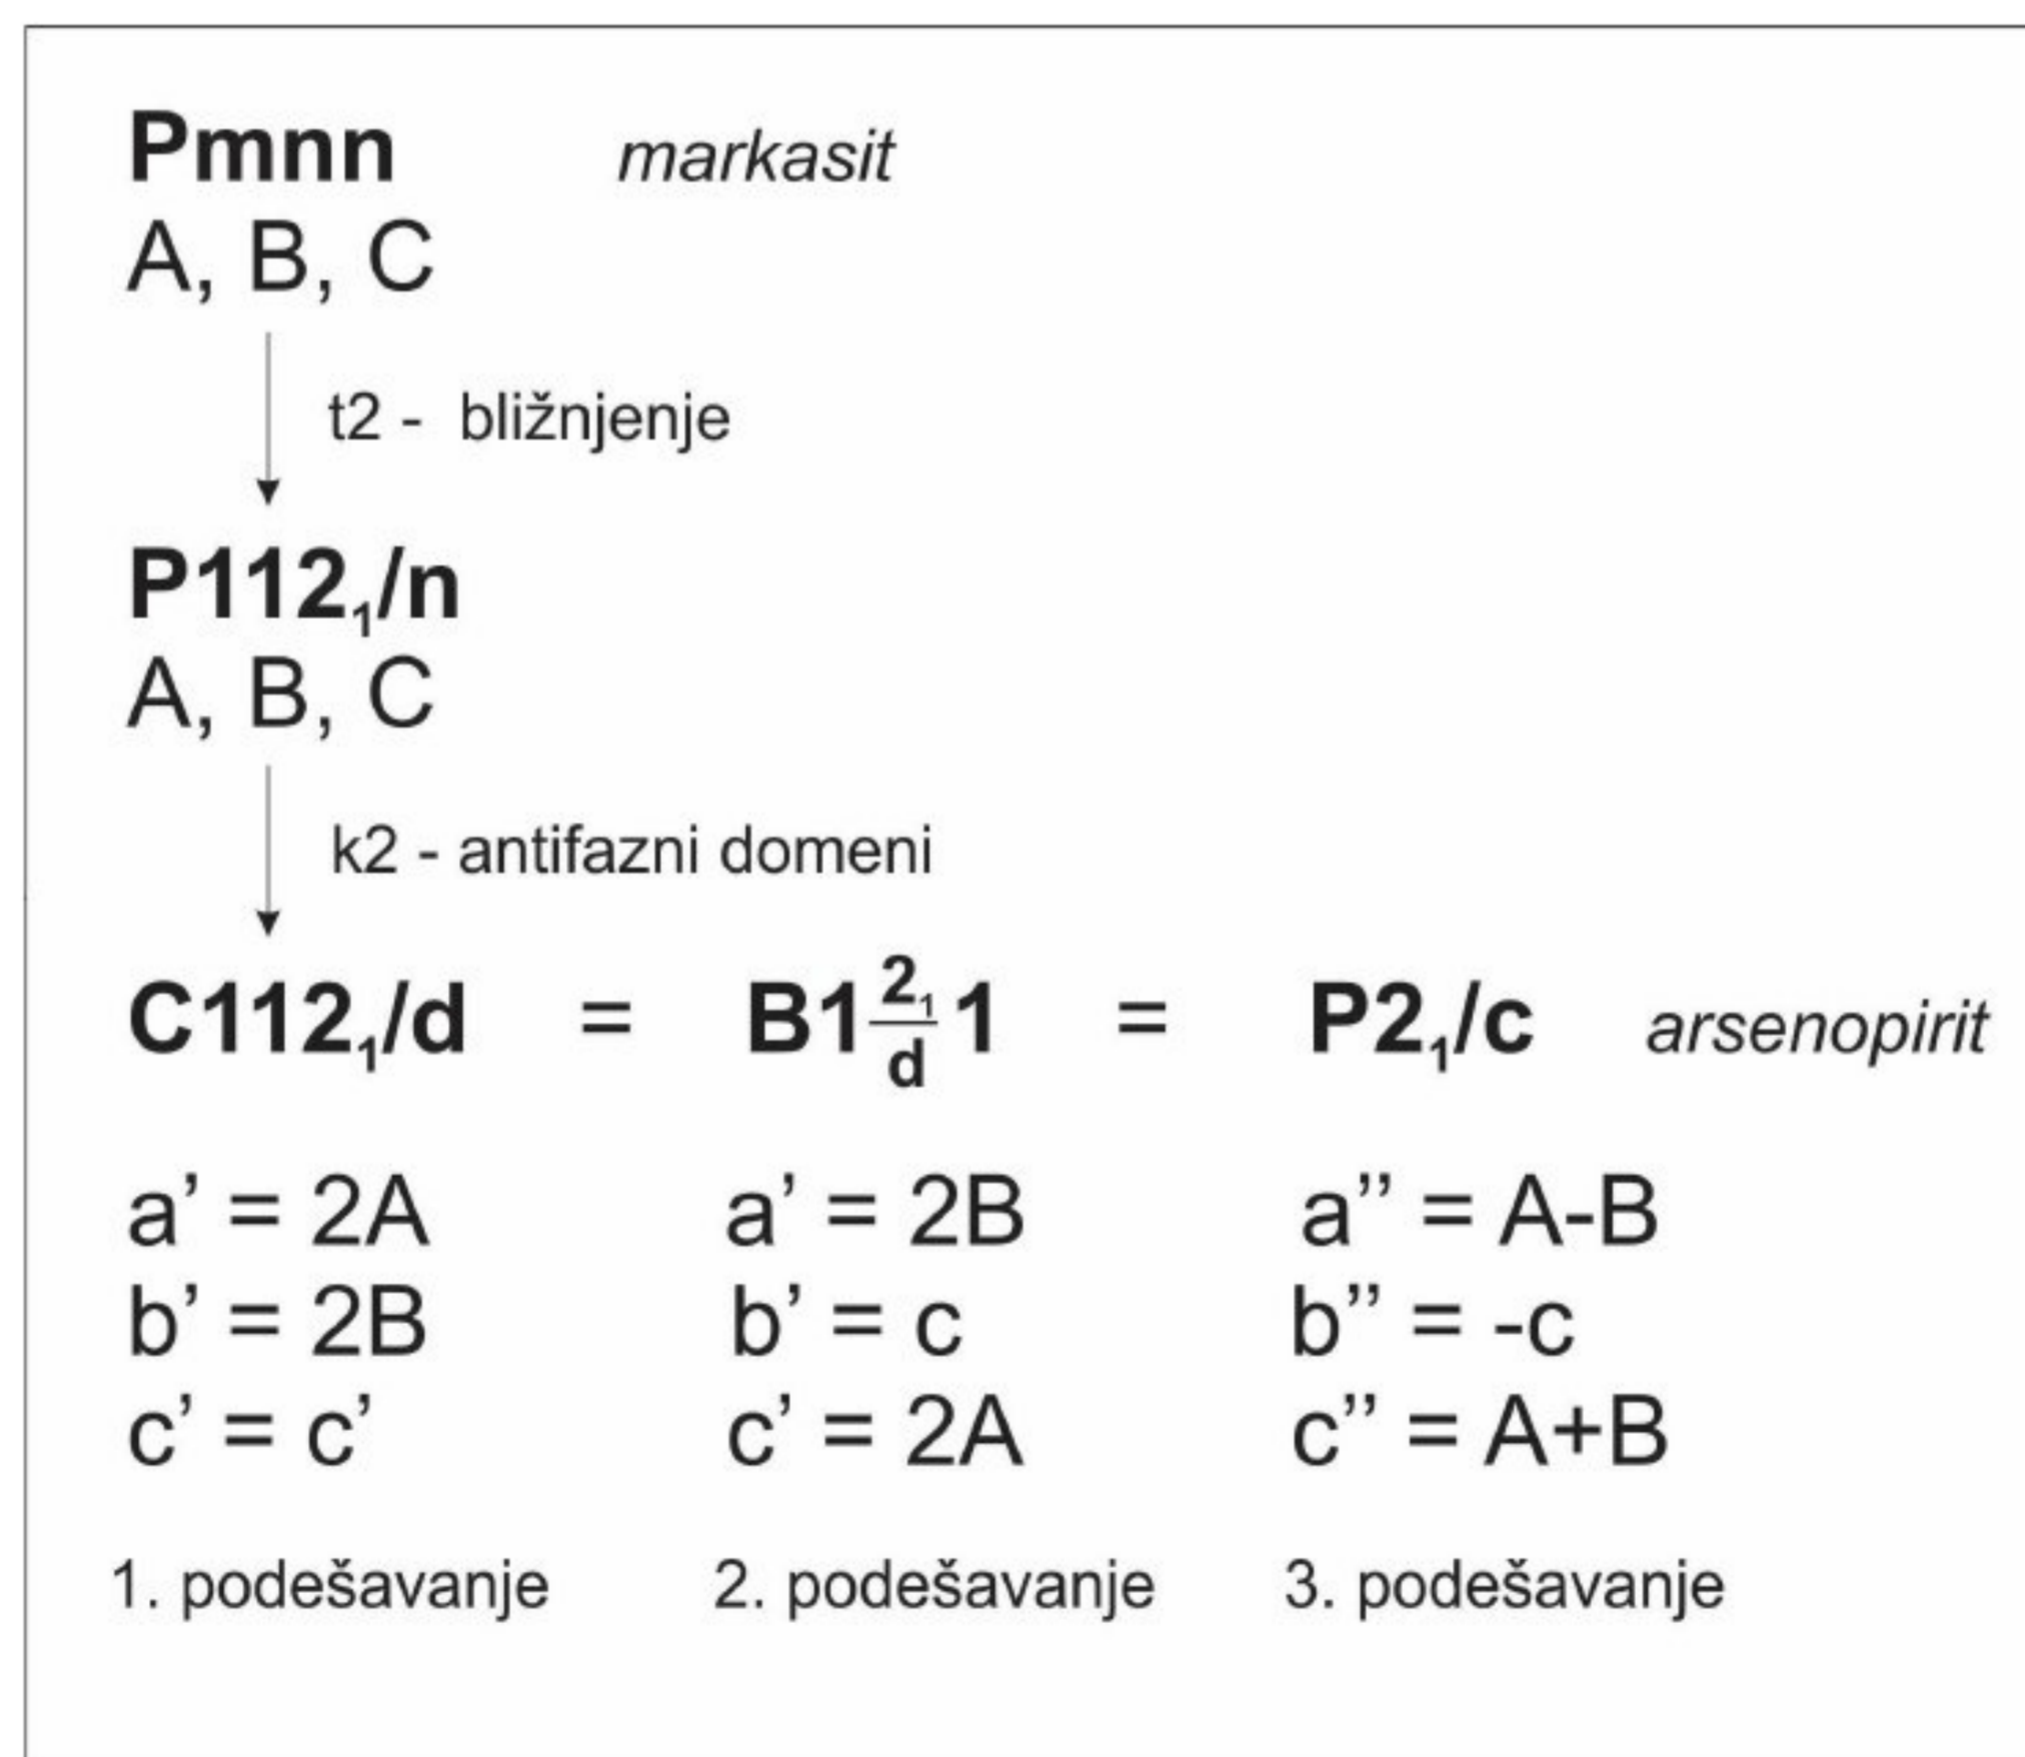 Pmnn markasit
A, B, C
t2 - bližnjenje
P112₁/n
A, B, C
k2 - antifazni domeni
C112₁/d = B1 2₁/d 1 = P2₁/c arsenopirit
a’ = 2A a’ = 2B a’’ = A-B
b’ = 2B b’ = c b’’ = -c
c’ = c’ c’ = 2A c’’ = A+B
1. podešavanje 2. podešavanje 3. podešavanje